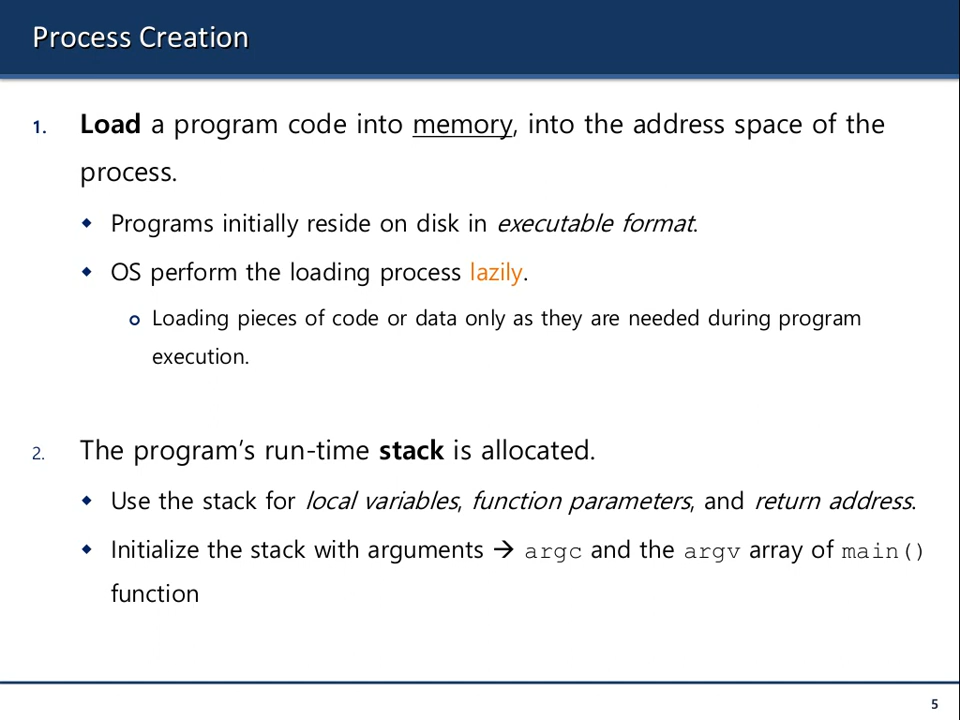 Process Creation
1. Load a program code into memory, into the address space of the
process.
◆ Programs initially reside on disk in executable format.
◆ OS perform the loading process lazily.
o Loading pieces of code or data only as they are needed during program
execution.
2. The program’s run-time stack is allocated.
◆ Use the stack for local variables, function parameters, and return address.
◆ Initialize the stack with arguments → argc and the argv array of main()
function
5